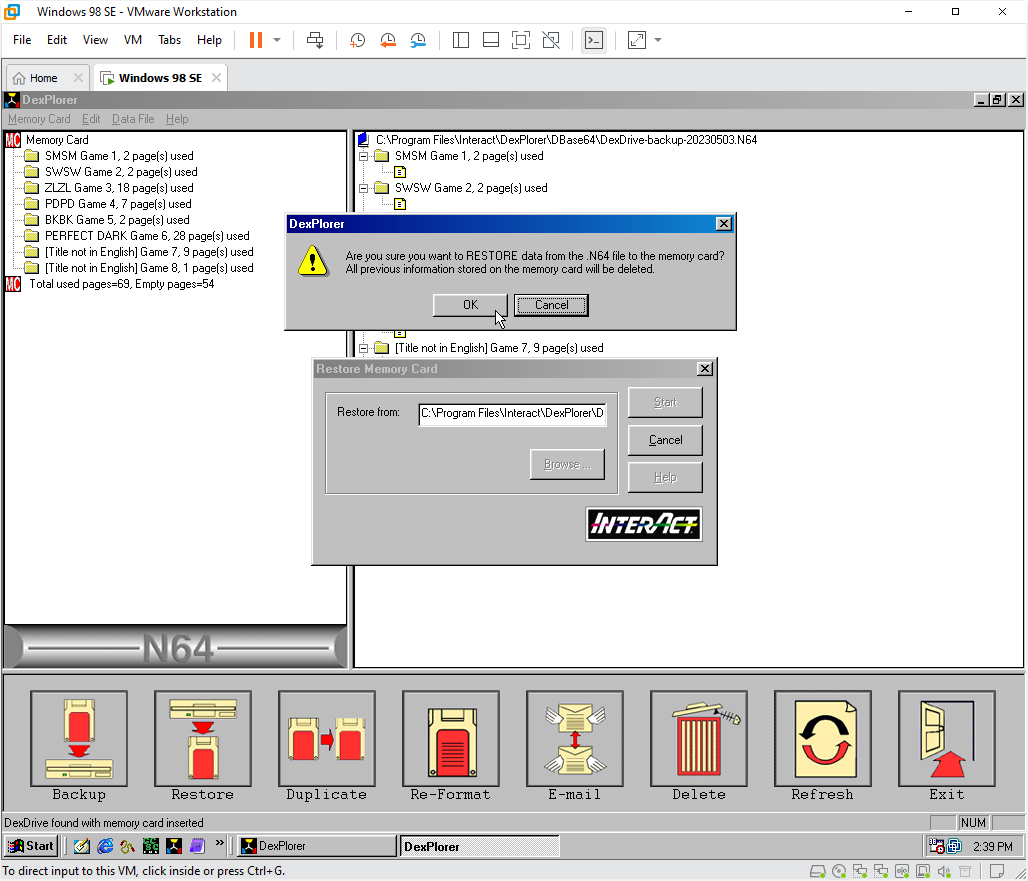 Windows 98 SE - VMware Workstation
File Edit View VM Tabs Help
Home
Windows 98 SE
DexPlorer
Memory Card Edit Data File Help
MC Memory Card
SMSM Game 1, 2 page(s) used
SWSW Game 2, 2 page(s) used
ZLZL Game 3, 18 page(s) used
PDPD Game 4, 7 page(s) used
BKBK Game 5, 2 page(s) used
PERFECT DARK Game 6, 28 page(s) used
[Title not in English] Game 7, 9 page(s) used
[Title not in English] Game 8, 1 page(s) used
MC Total used pages=69, Empty pages=54
C:\Program Files\Interact\DexPlorer\DBase64\DexDrive-backup-20230503.N64
SMSM Game 1, 2 page(s) used
SWSW Game 2, 2 page(s) used
DexPlorer
Are you sure you want to RESTORE data from the .N64 file to the memory card?
All previous information stored on the memory card will be deleted.
OK Cancel
[Title not in English] Game 7, 9 page(s) used
Restore Memory Card
Restore from: C:\Program Files\Interact\DexPlorer\D
Start
Cancel
Browse ...
Help
INTERACT
N64
Backup Restore Duplicate Re-Format E-mail Delete Refresh Exit
DexDrive found with memory card inserted
NUM
Start
»
DexPlorer
DexPlorer
2:39 PM
To direct input to this VM, click inside or press Ctrl+G.